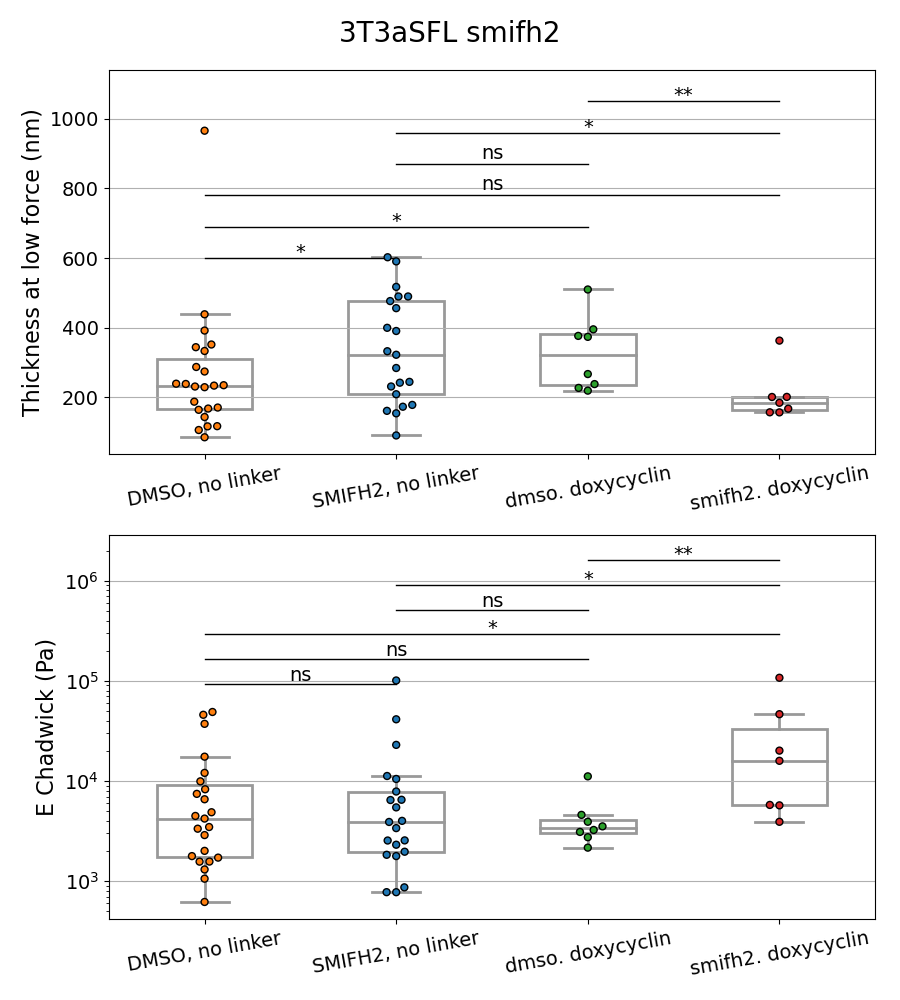 3T3aSFL smifh2
Thickness at low force (nm)
1000
800
600
400
200
**
*
ns
ns
*
*
DMSO, no linker
SMIFH2, no linker
dmso. doxycyclin
smifh2. doxycyclin
E Chadwick (Pa)
10⁶
10⁵
10⁴
10³
**
*
ns
*
ns
ns
DMSO, no linker
SMIFH2, no linker
dmso. doxycyclin
smifh2. doxycyclin